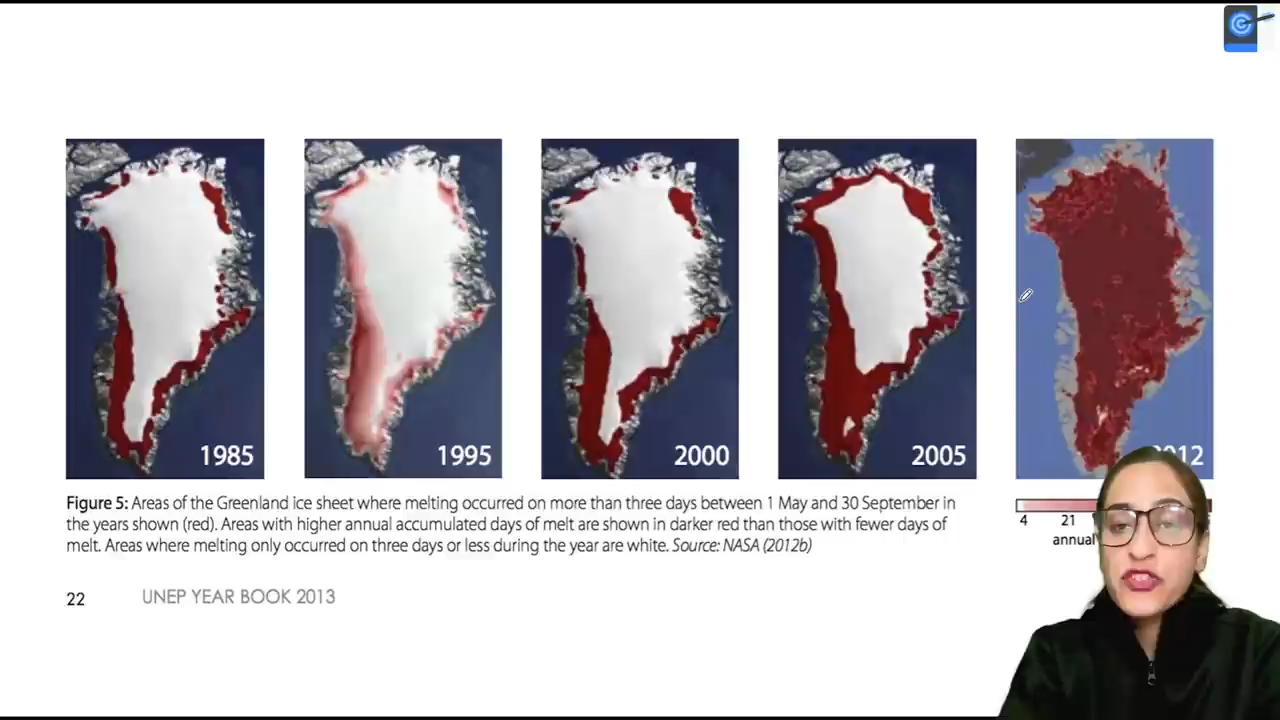 1985
1995
2000
2005
Figure 5: Areas of the Greenland ice sheet where melting occurred on more than three days between 1 May and 30 September in
the years shown (red). Areas with higher annual accumulated days of melt are shown in darker red than those with fewer days of
melt. Areas where melting only occurred on three days or less during the year are white. Source: NASA (2012b)
4 21
annual
22 UNEP YEAR BOOK 2013